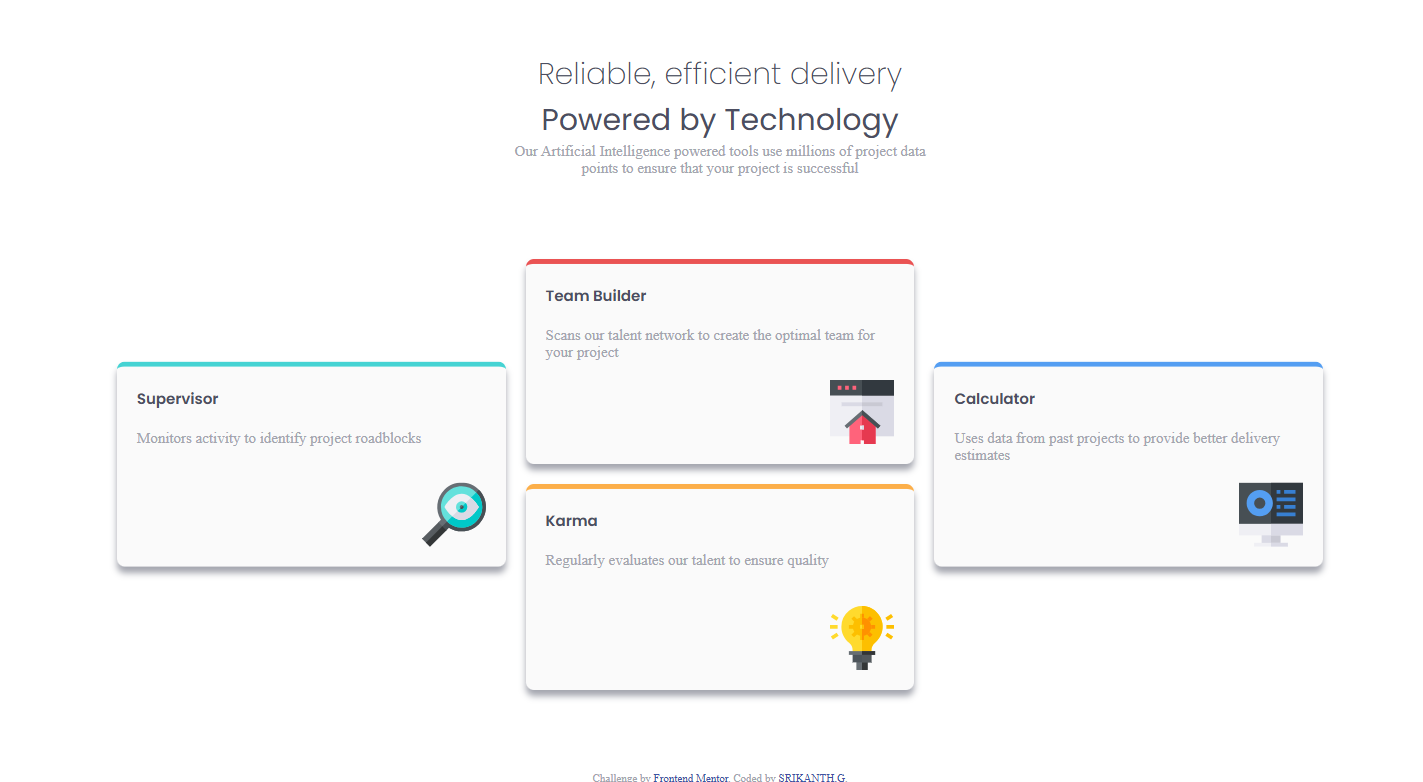 Reliable, efficient delivery
Powered by Technology
Our Artificial Intelligence powered tools use millions of project data
points to ensure that your project is successful
Supervisor
Monitors activity to identify project roadblocks
Team Builder
Scans our talent network to create the optimal team for
your project
Karma
Regularly evaluates our talent to ensure quality
Calculator
Uses data from past projects to provide better delivery
estimates
Challenge by Frontend Mentor. Coded by SRIKANTH.G.